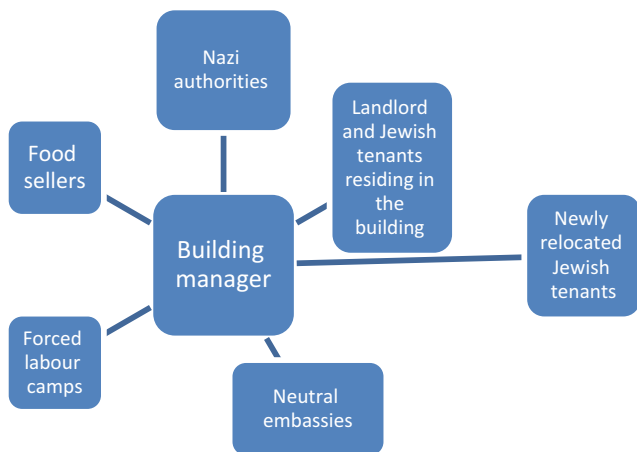 Nazi
authorities
Landlord
and Jewish
tenants
residing in
the
building
Food
sellers
Building
manager
Newly
relocated
Jewish
tenants
Forced
labour
camps
Neutral
embassies